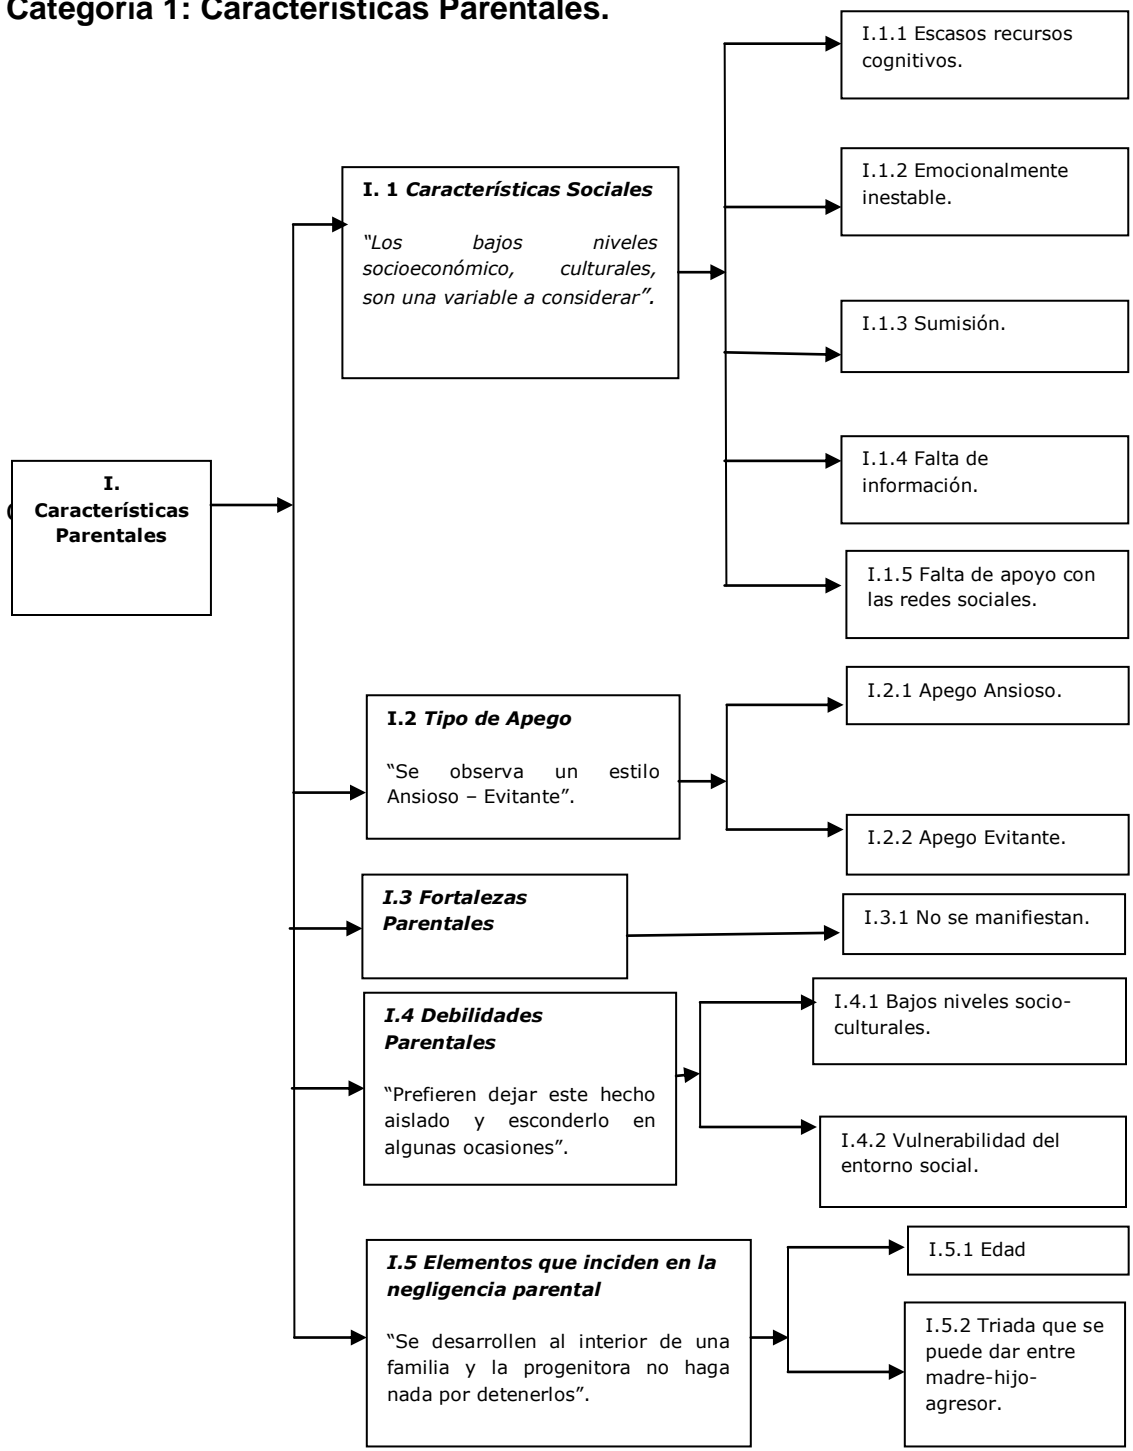 Categoría 1: Características Parentales.
I.
Características
Parentales
I. 1 Características Sociales
“Los bajos niveles
socioeconómico, culturales,
son una variable a considerar”.
I.1.1 Escasos recursos
cognitivos.
I.1.2 Emocionalmente
inestable.
I.1.3 Sumisión.
I.1.4 Falta de
información.
I.1.5 Falta de apoyo con
las redes sociales.
I.2 Tipo de Apego
“Se observa un estilo
Ansioso – Evitante”.
I.2.1 Apego Ansioso.
I.2.2 Apego Evitante.
I.3 Fortalezas
Parentales
I.3.1 No se manifiestan.
I.4 Debilidades
Parentales
“Prefieren dejar este hecho
aislado y esconderlo en
algunas ocasiones”.
I.4.1 Bajos niveles socio-
culturales.
I.4.2 Vulnerabilidad del
entorno social.
I.5 Elementos que inciden en la
negligencia parental
“Se desarrollen al interior de una
familia y la progenitora no haga
nada por detenerlos”.
I.5.1 Edad
I.5.2 Triada que se
puede dar entre
madre-hijo-
agresor.